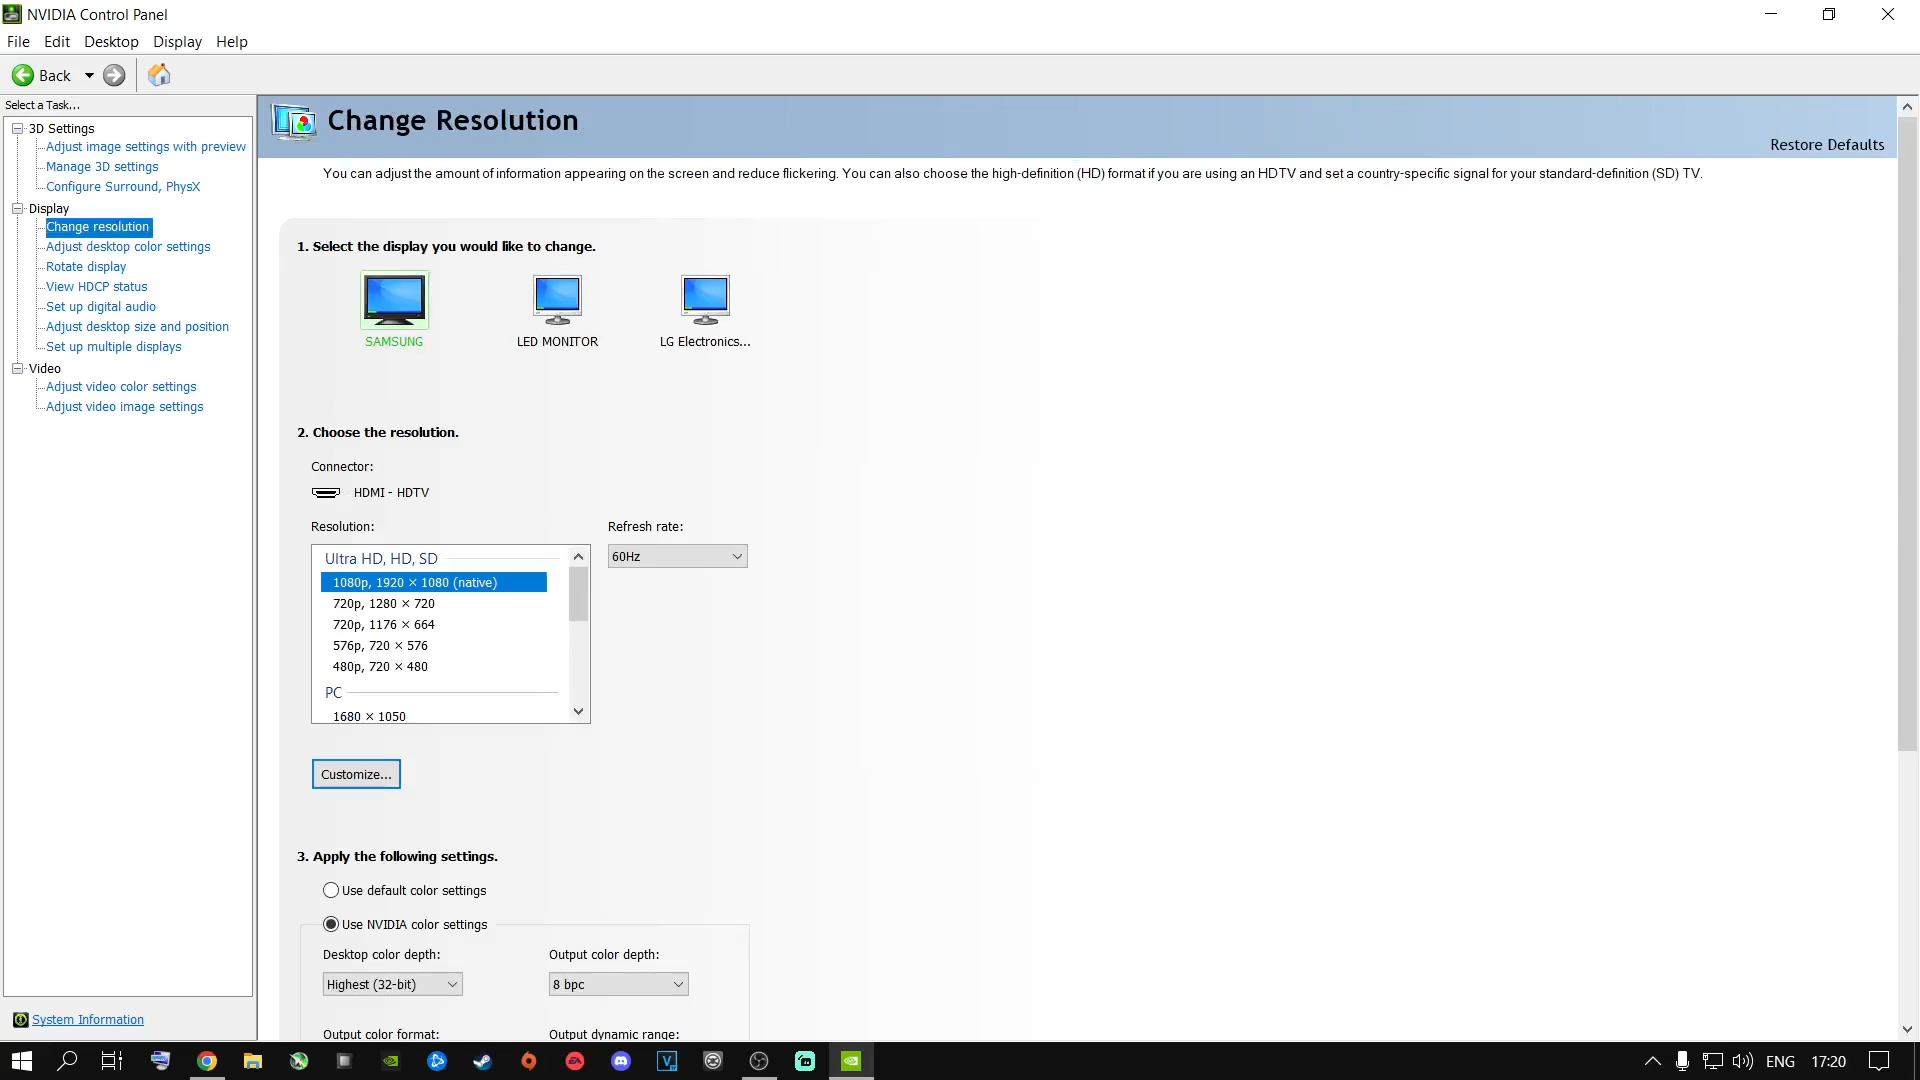 NVIDIA Control Panel
File Edit Desktop Display Help
Back
Select a Task...
3D Settings
Adjust image settings with preview
Manage 3D settings
Configure Surround, PhysX
Display
Change resolution
Adjust desktop color settings
Rotate display
View HDCP status
Set up digital audio
Adjust desktop size and position
Set up multiple displays
Video
Adjust video color settings
Adjust video image settings
System Information
Change Resolution
Restore Defaults
You can adjust the amount of information appearing on the screen and reduce flickering. You can also choose the high-definition (HD) format if you are using an HDTV and set a country-specific signal for your standard-definition (SD) TV.
1. Select the display you would like to change.
SAMSUNG LED MONITOR LG Electronics...
2. Choose the resolution.
Connector:
HDMI - HDTV
Resolution: Refresh rate:
60Hz
Ultra HD, HD, SD
1080p, 1920 × 1080 (native)
720p, 1280 × 720
720p, 1176 × 664
576p, 720 × 576
480p, 720 × 480
PC
1680 × 1050
Customize...
3. Apply the following settings.
Use default color settings
Use NVIDIA color settings
Desktop color depth: Output color depth:
Highest (32-bit) 8 bpc
Output color format: Output dynamic range:
ENG 17:20